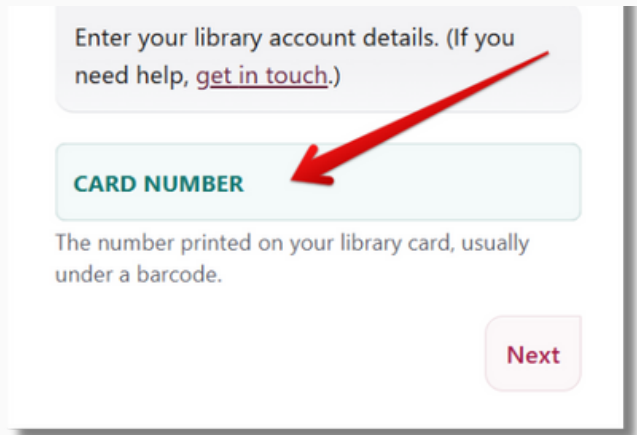 Enter your library account details. (If you
need help, get in touch.)
CARD NUMBER
The number printed on your library card, usually
under a barcode.
Next